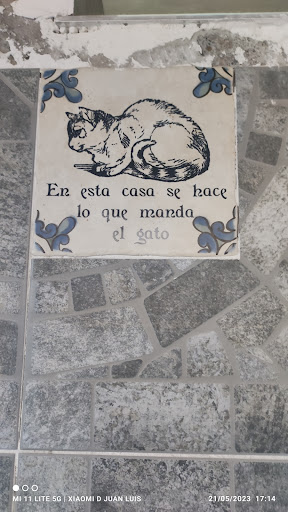 En esta casa se hace
lo que manda
el gato
MI 11 LITE 5G | XIAOMI D JUAN LUIS
21/05/2023 17:14